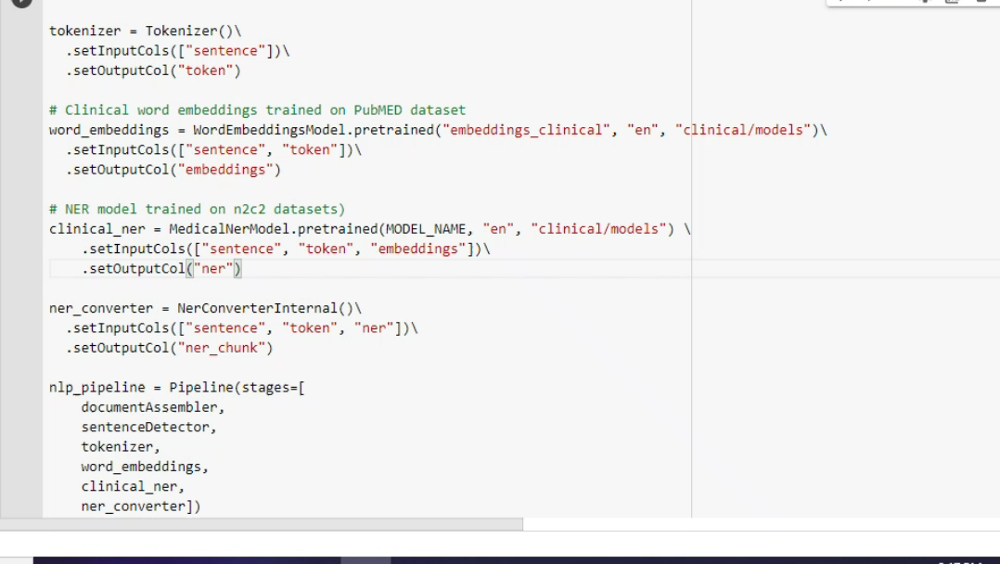 tokenizer = Tokenizer()\
  .setInputCols(["sentence"])\
  .setOutputCol("token")

# Clinical word embeddings trained on PubMED dataset
word_embeddings = WordEmbeddingsModel.pretrained("embeddings_clinical", "en", "clinical/models")\
  .setInputCols(["sentence", "token"])\
  .setOutputCol("embeddings")

# NER model trained on n2c2 datasets)
clinical_ner = MedicalNerModel.pretrained(MODEL_NAME, "en", "clinical/models") \
    .setInputCols(["sentence", "token", "embeddings"])\
    .setOutputCol("ner")

ner_converter = NerConverterInternal()\
  .setInputCols(["sentence", "token", "ner"])\
  .setOutputCol("ner_chunk")

nlp_pipeline = Pipeline(stages=[
    documentAssembler,
    sentenceDetector,
    tokenizer,
    word_embeddings,
    clinical_ner,
    ner_converter])